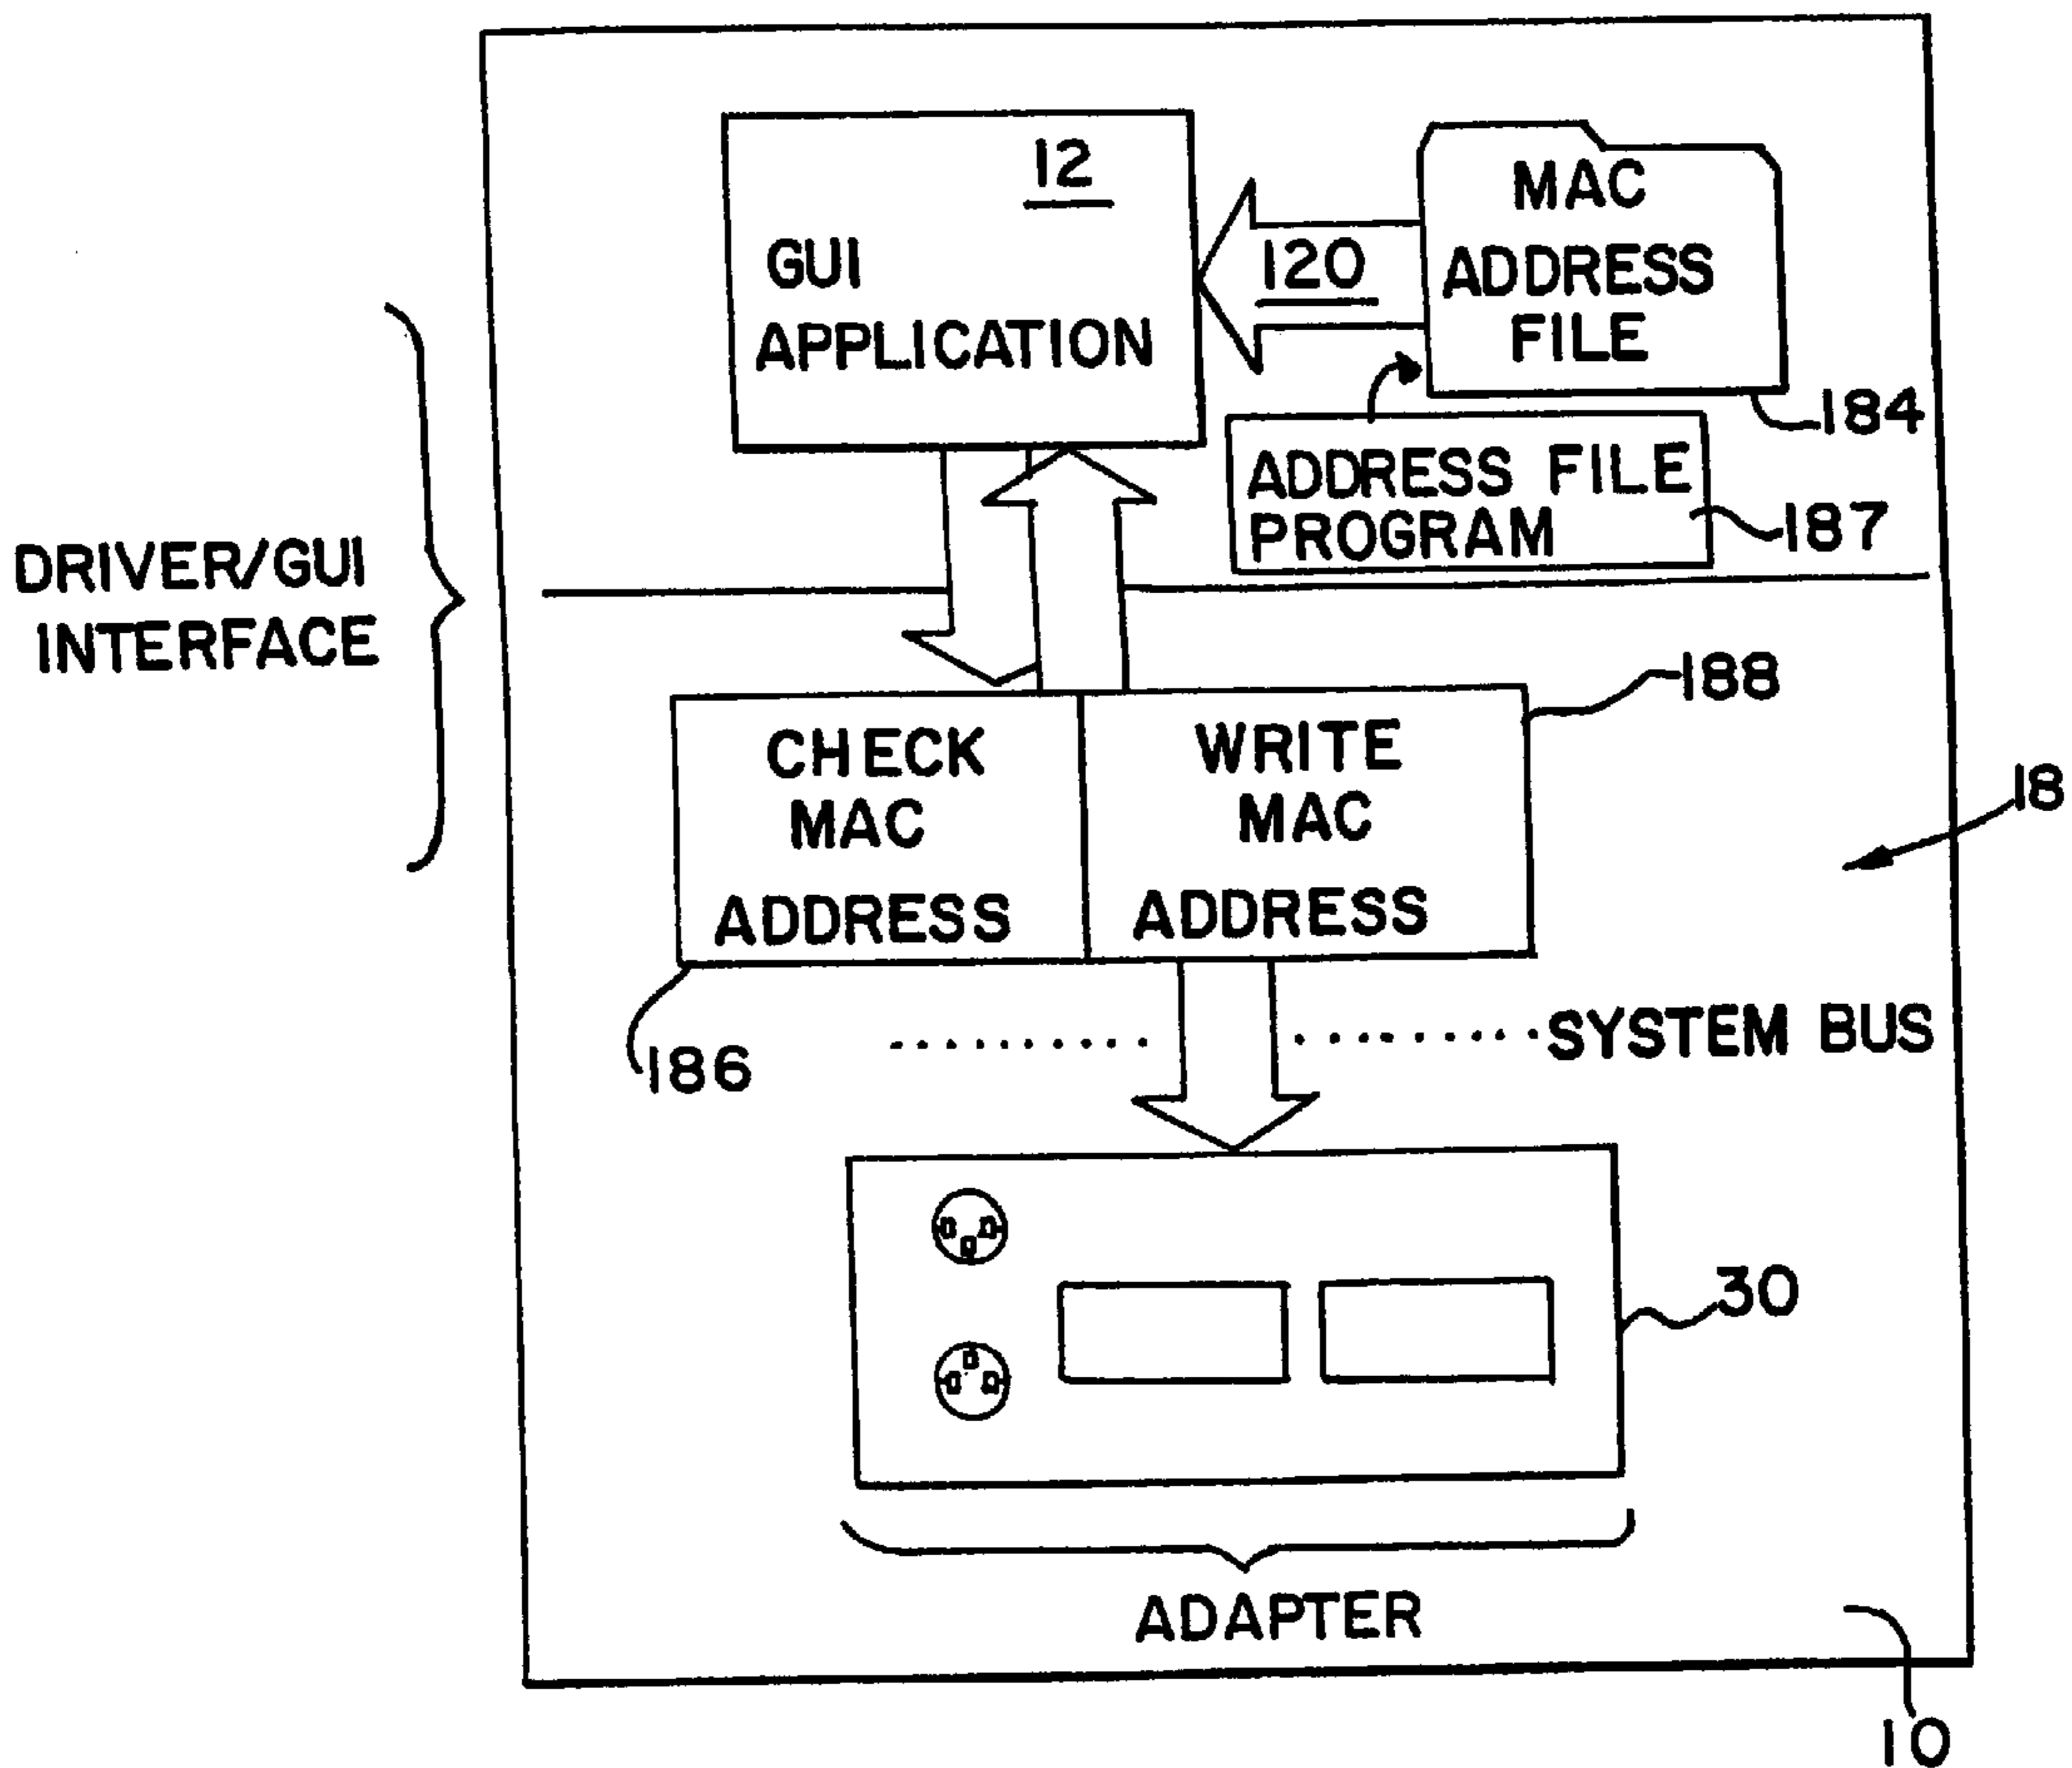 12
GUI
APPLICATION
120
MAC
ADDRESS
FILE
184
ADDRESS FILE
PROGRAM
187
DRIVER/GUI
INTERFACE
188
CHECK
MAC
ADDRESS
WRITE
MAC
ADDRESS
18
186
SYSTEM BUS
30
ADAPTER
10